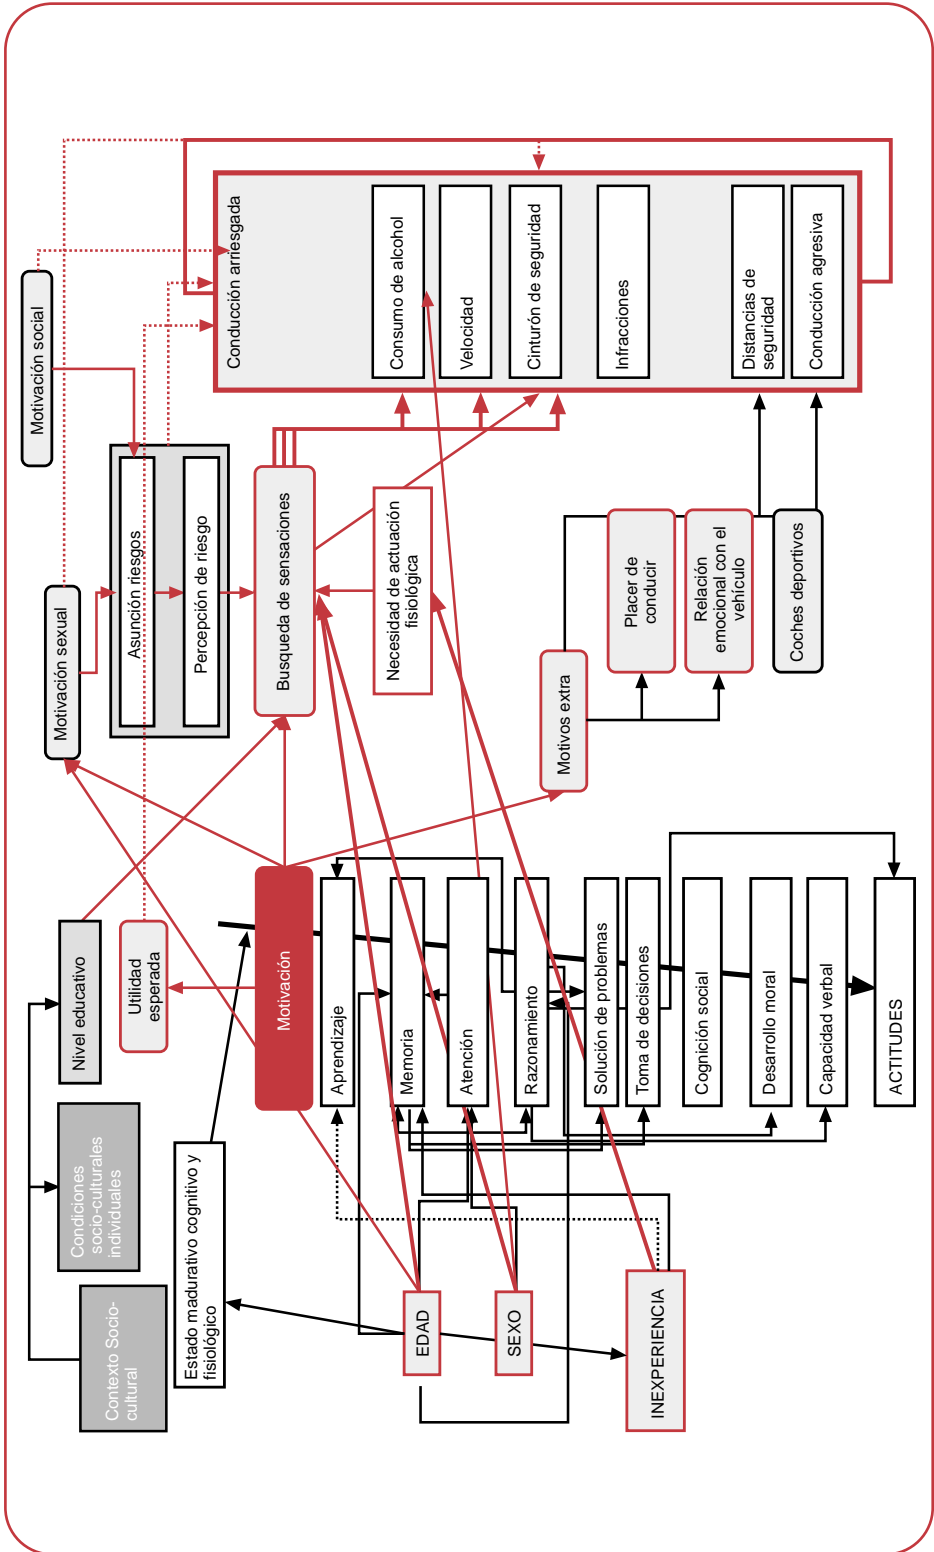 Contexto Socio-
cultural
Condiciones
socio-culturales
individuales
Nivel educativo
Utilidad
esperada
Estado madurativo cognitivo y
fisiológico
EDAD
SEXO
INEXPERIENCIA
Motivación
Aprendizaje
Memoria
Atención
Razonamiento
Solución de problemas
Toma de decisiones
Cognición social
Desarrollo moral
Capacidad verbal
ACTITUDES
Motivación sexual
Motivación social
Asunción riesgos
Percepción de riesgo
Busqueda de sensaciones
Necesidad de actuación
fisiológica
Motivos extra
Placer de
conducir
Relación
emocional con el
vehículo
Coches deportivos
Conducción arriesgada
Consumo de alcohol
Velocidad
Cinturón de seguridad
Infracciones
Distancias de
seguridad
Conducción agresiva